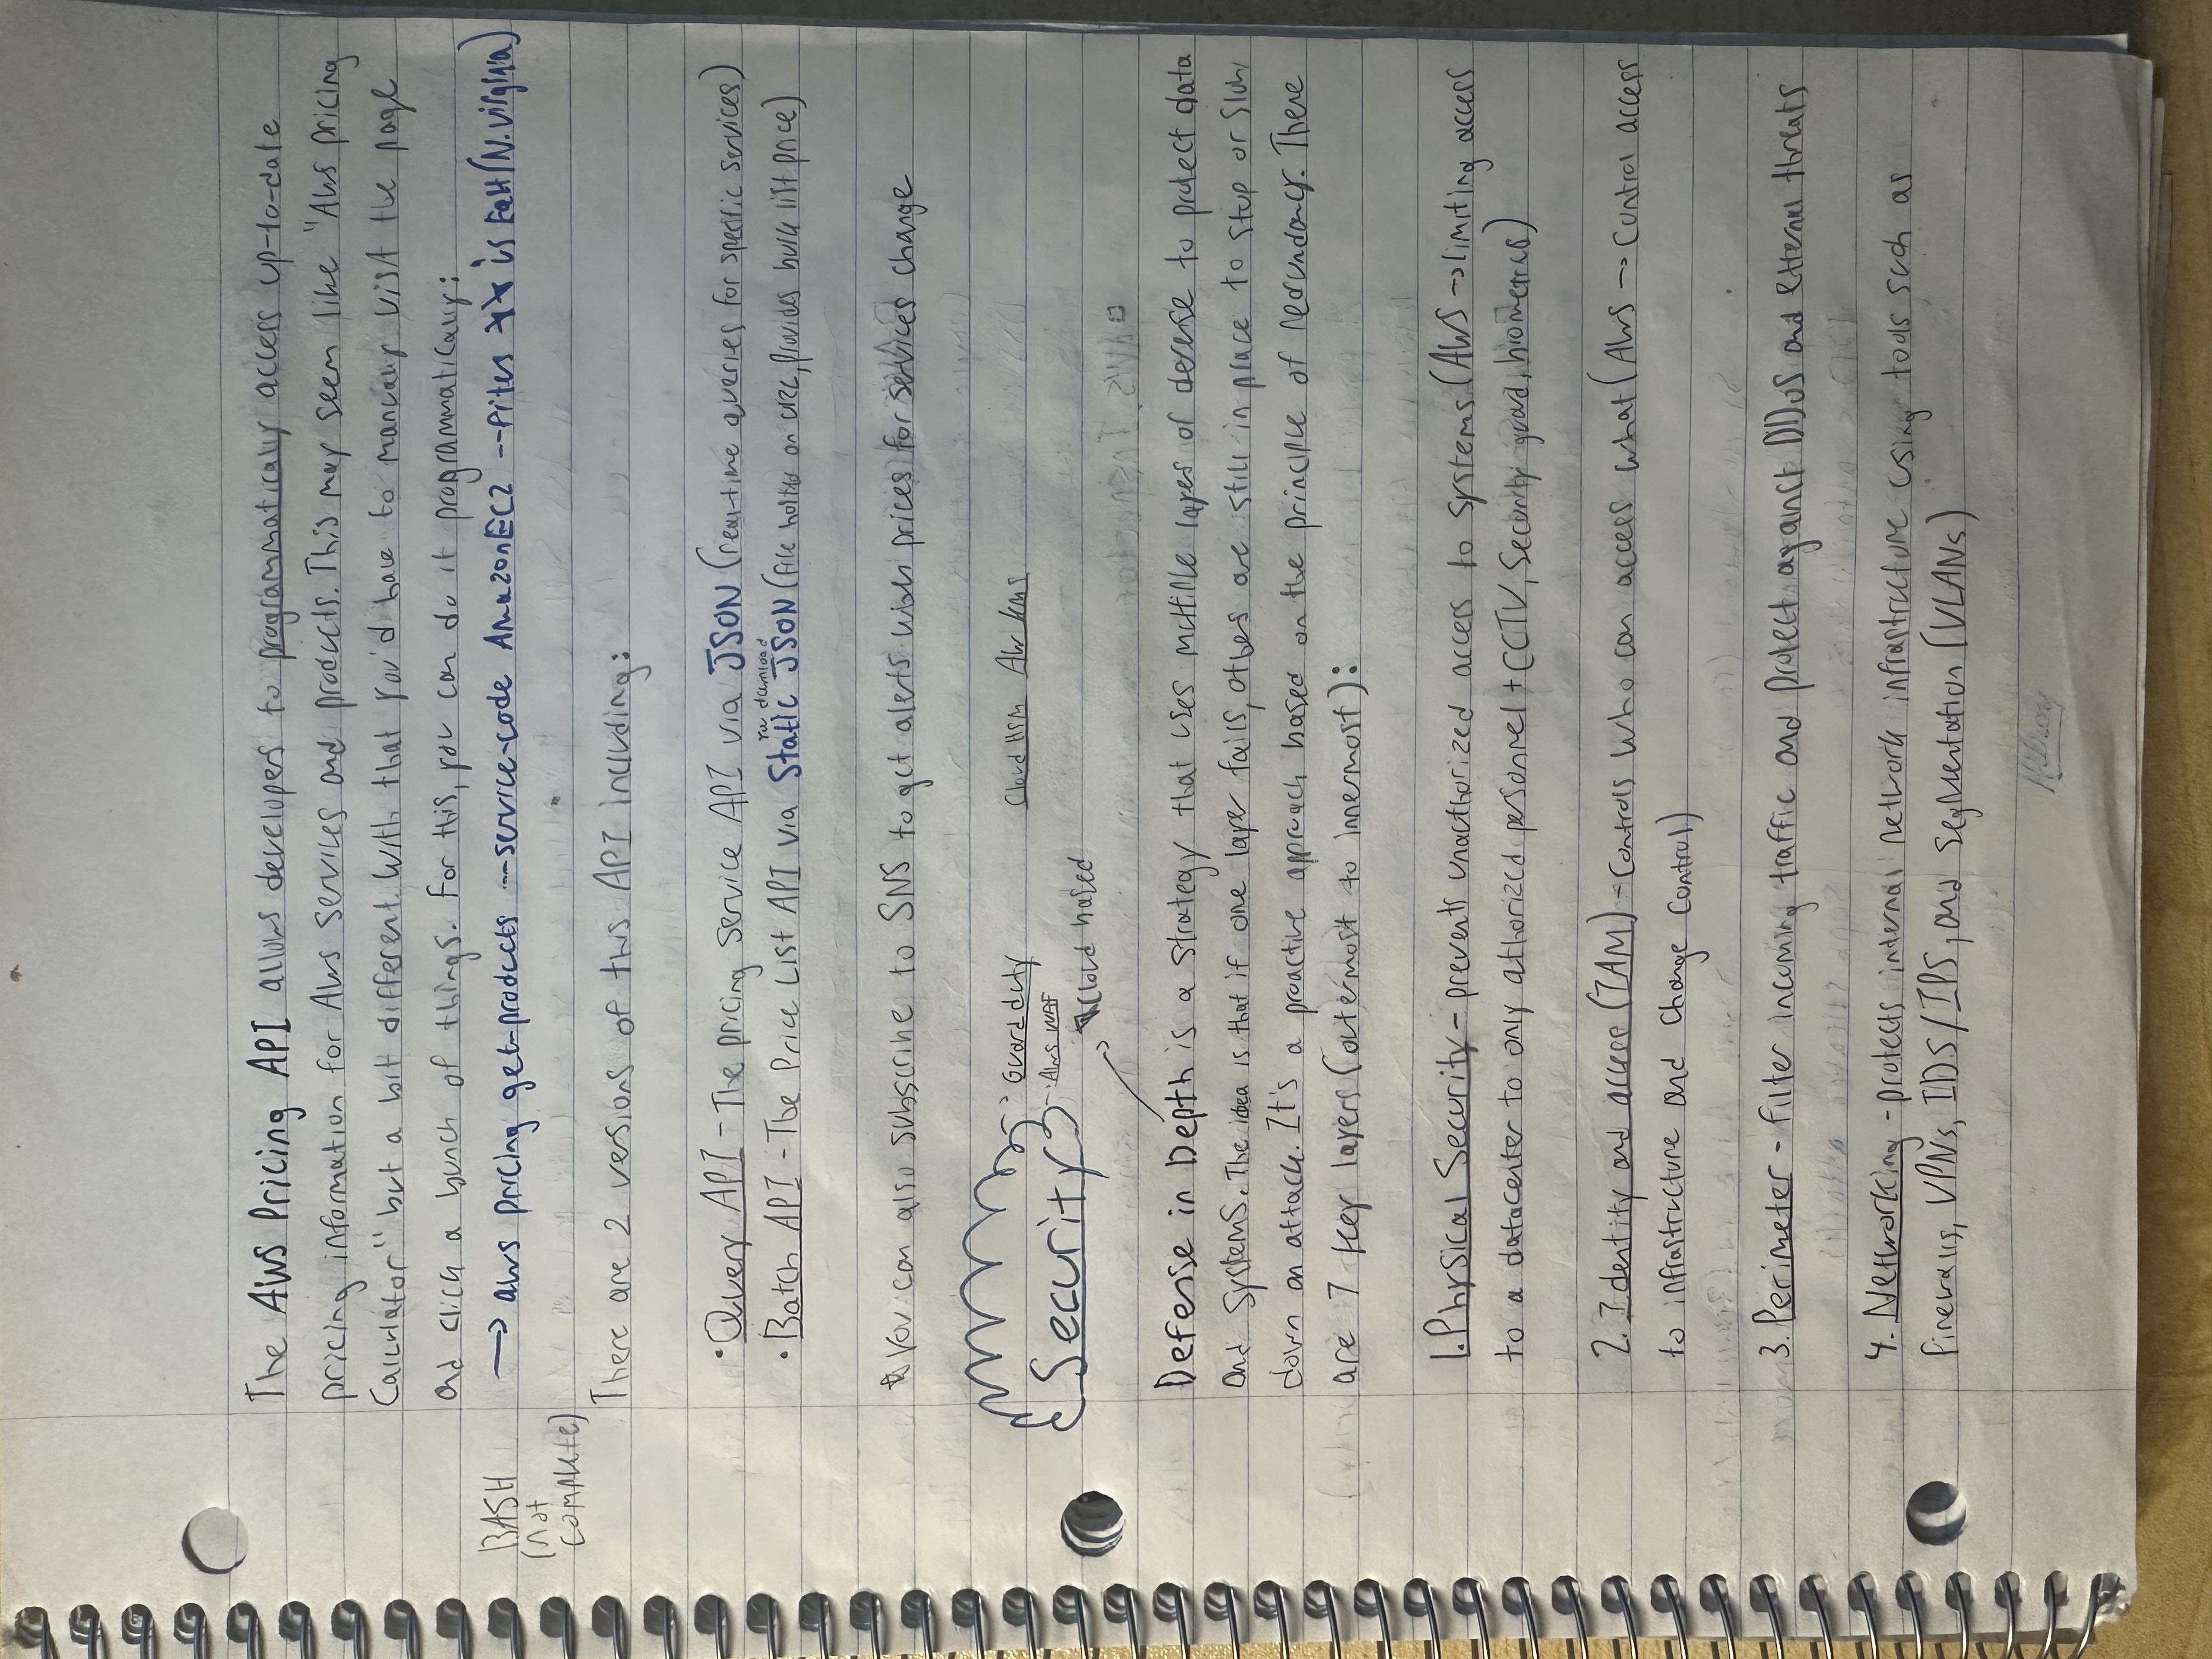 The AWS Pricing API allows developers to programmatically access up-to-date
pricing information for AWS services and products. This may seem like "AWS pricing
Calculator" but a bit different. With that you'd have to manually visit the page
and click a bunch of things. For this, you can do it programmatically:
BASH
(not
complete)
→ aws pricing get-products --service-code AmazonEC2 -- is East (N. Virginia)
There are 2 versions of this API including:
• Query API - The pricing service API via JSON (real-time queries for specific services)
you download
• Batch API - The Price List API via Static JSON (file hosted on, provides bulk list price)
☆ You can also subscribe to SNS to get alerts when prices for services change
Security
Guard duty
Cloud HSM AWS KMS
AWS WAF
Cloud based
Defense in Depth is a strategy that uses multiple layers of defense to protect data
and systems. The idea is that if one layer fails, others are still in place to stop or slow
down an attack. It's a proactive approach based on the principle of redundancy. There
are 7 key layers (outermost to innermost):
1. Physical Security - prevents unauthorized access to systems (AWS → limiting access
to a datacenter to only athorized personnel + CCTV, security guard, biometrics)
2. Identity and access (IAM) - Controls who can access what (AWS → Control access
to infrastructure and Change Control)
3. Perimeter - filter incoming traffic and protect against DDoS and external threats
4. Networking - protects internal network infrastructure using tools such as
firewalls, VPNs, IDS/IPS, and segmentation (VLANs)
Hilroy